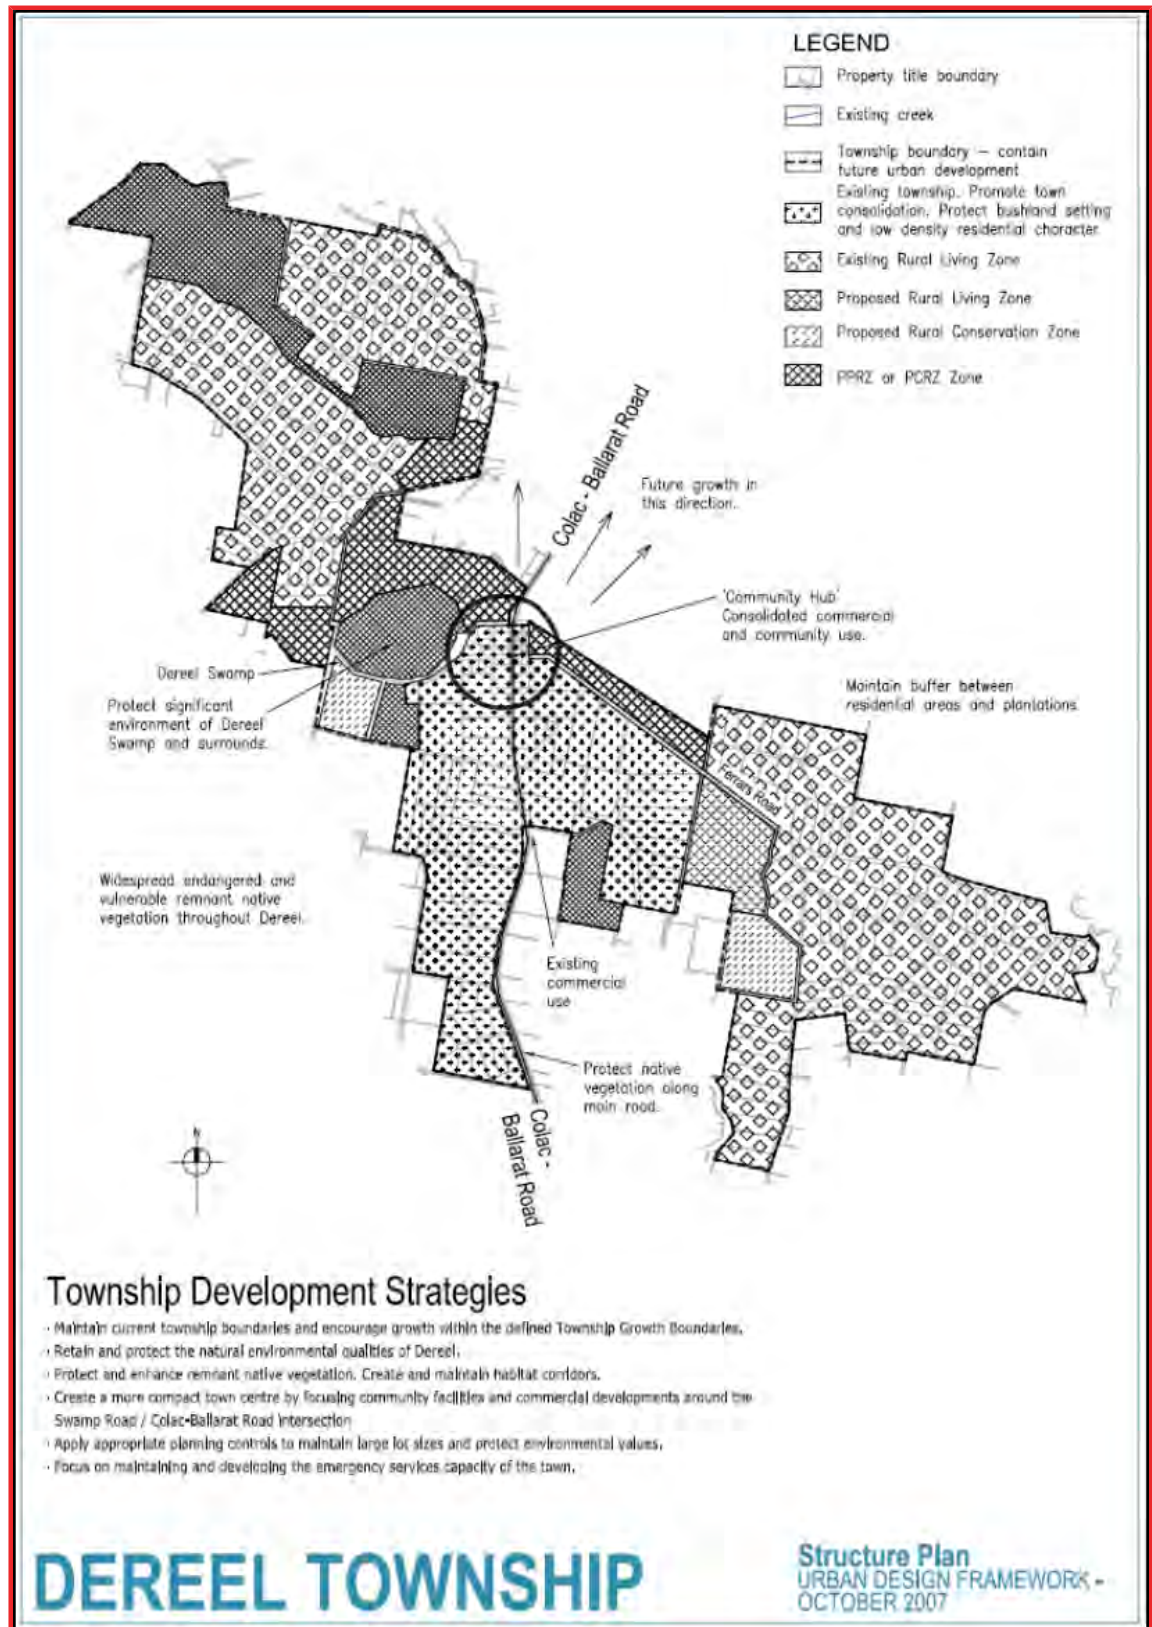 LEGEND
Property title boundary
Existing creek
Township boundary – contain
future urban development
Existing township. Promote town
consolidation. Protect bushland setting
and low density residential character
Existing Rural Living Zone
Proposed Rural Living Zone
Proposed Rural Conservation Zone
PPRZ or PCRZ Zone
Colac - Ballarat Road
Future growth in
this direction.
'Community Hub'
Consolidated commercial
and community use.
Dereel Swamp
Protect significant
environment of Dereel
Swamp and surrounds.
Maintain buffer between
residential areas and plantations
Ferrars Road
Widespread endangered and
vulnerable remnant native
vegetation throughout Dereel.
Existing
commercial
use
Protect native
vegetation along
main road.
Colac -
Ballarat Road
N
Township Development Strategies
· Maintain current township boundaries and encourage growth within the defined Township Growth Boundaries.
· Retain and protect the natural environmental qualities of Dereel.
· Protect and enhance remnant native vegetation. Create and maintain habitat corridors.
· Create a more compact town centre by focusing community facilities and commercial developments around the
Swamp Road / Colac-Ballarat Road intersection
· Apply appropriate planning controls to maintain large lot sizes and protect environmental values.
· Focus on maintaining and developing the emergency services capacity of the town.
DEREEL TOWNSHIP
Structure Plan
URBAN DESIGN FRAMEWORK -
OCTOBER 2007